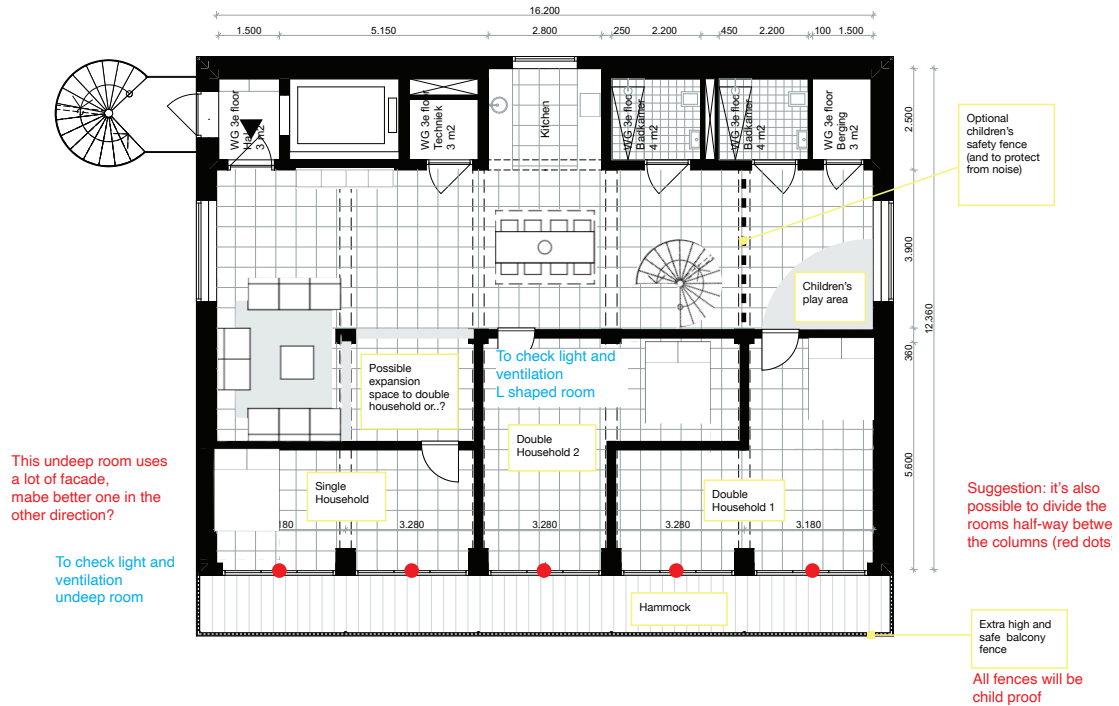 16.200
1.500
5.150
2.800
250
2.200
450
2.200
100
1.500
WG 3e floor
3 m2
WG 3e floor
Techniek
3 m2
Kitchen
WG 3e floor
Badkamer
4 m2
WG 3e floor
Badkamer
4 m2
WG 3e floor
Berging
3 m2
2.500
3.900
12.360
360
5.600
Optional
children's
safety fence
(and to protect
from noise)
Children's
play area
Possible
expansion
space to double
household or..?
To check light and
ventilation
L shaped room
Double
Household 2
Single
Household
Double
Household 1
This undeep room uses
a lot of facade,
mabe better one in the
other direction?
To check light and
ventilation
undeep room
Suggestion: it's also
possible to divide the
rooms half-way betwe
the columns (red dots
180
3.280
3.280
3.280
3.180
Hammock
Extra high and
safe balcony
fence
All fences will be
child proof